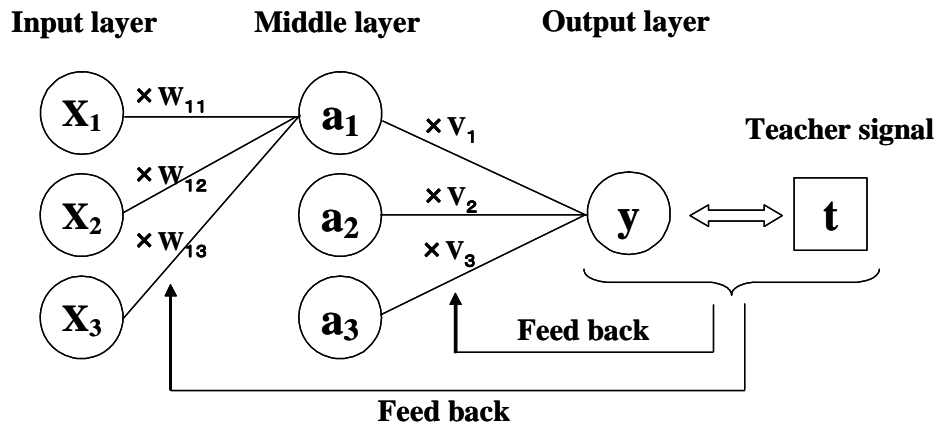 Input layer
Middle layer
Output layer
X₁
× W₁₁
a₁
× V₁
Teacher signal
× W₁₂
X₂
a₂
× V₂
y
t
× W₁₃
× V₃
X₃
a₃
Feed back
Feed back